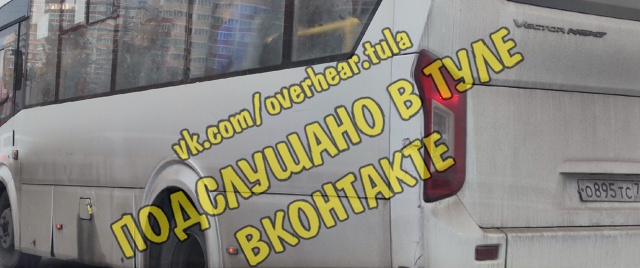 vk.com/overhear.tula
ПОДСЛУШАНО В ТУЛЕ
ВКОНТАКТЕ
VECTOR NEXT
О895ТС7